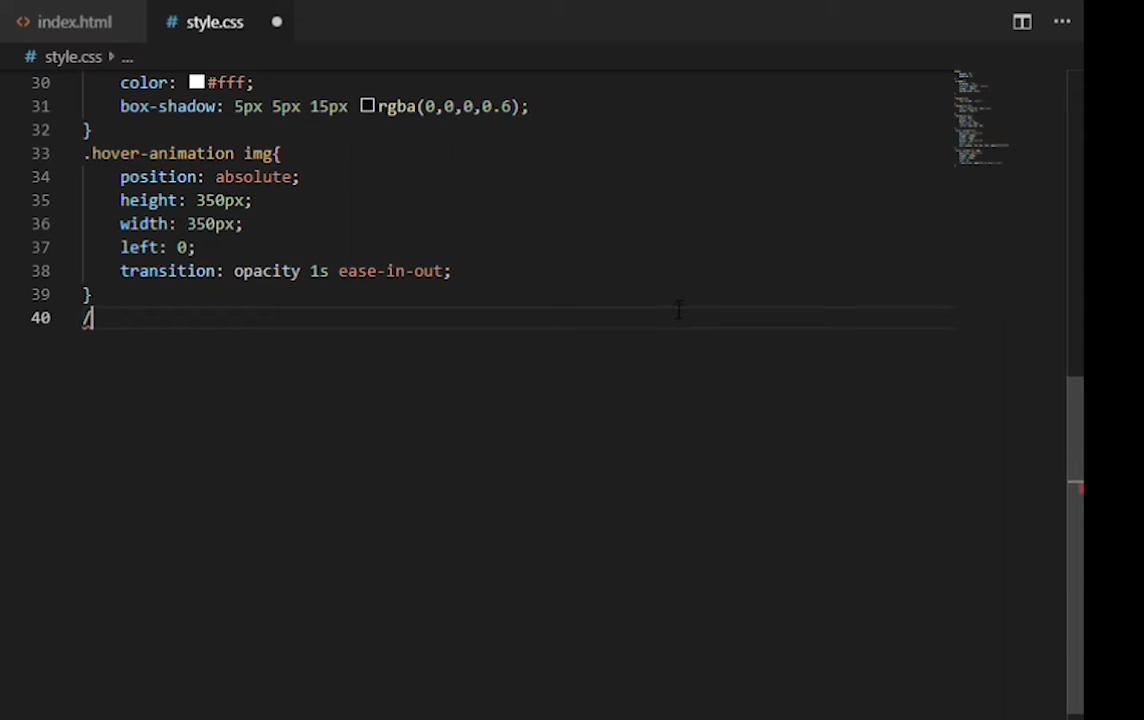 <> index.html # style.css ● ...
# style.css ▸ ...
30 color: #fff;
31 box-shadow: 5px 5px 15px rgba(0,0,0,0.6);
32 }
33 .hover-animation img{
34 position: absolute;
35 height: 350px;
36 width: 350px;
37 left: 0;
38 transition: opacity 1s ease-in-out;
39 }
40 /